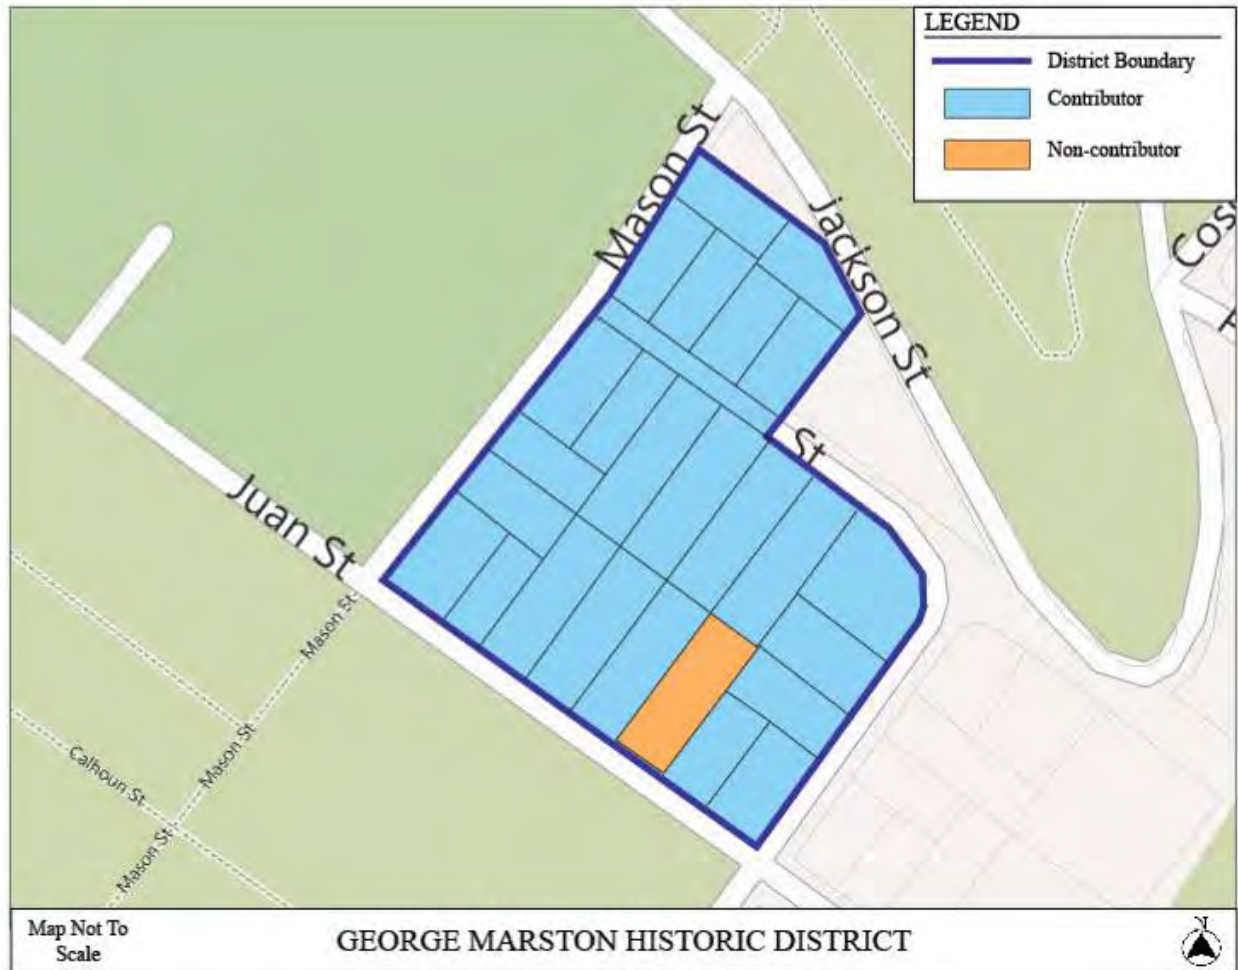 LEGEND
District Boundary
Contributor
Non-contributor
Mason St
Jackson St
St
Juan St
Mason St
Mason St
Calhoun St
Mason St
Map Not To
Scale
GEORGE MARSTON HISTORIC DISTRICT